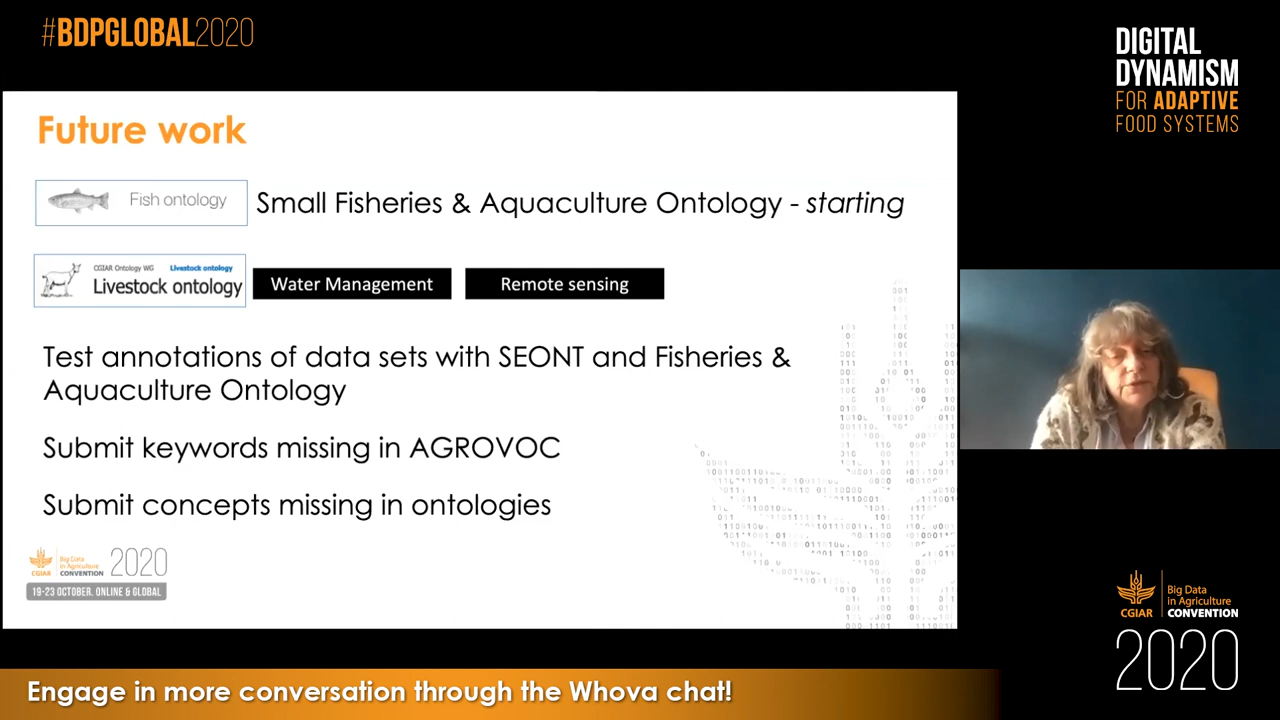 #BDPGLOBAL2020
DIGITAL
DYNAMISM
FOR ADAPTIVE
FOOD SYSTEMS
Future work
Fish ontology
Small Fisheries & Aquaculture Ontology - starting
CGIAR Ontology WG Livestock ontology
Livestock ontology
Water Management
Remote sensing
Test annotations of data sets with SEONT and Fisheries &
Aquaculture Ontology
Submit keywords missing in AGROVOC
Submit concepts missing in ontologies
CGIAR
Big Data
in Agriculture
CONVENTION
2020
19-23 OCTOBER. ONLINE & GLOBAL
CGIAR
Big Data
in Agriculture
CONVENTION
2020
Engage in more conversation through the Whova chat!